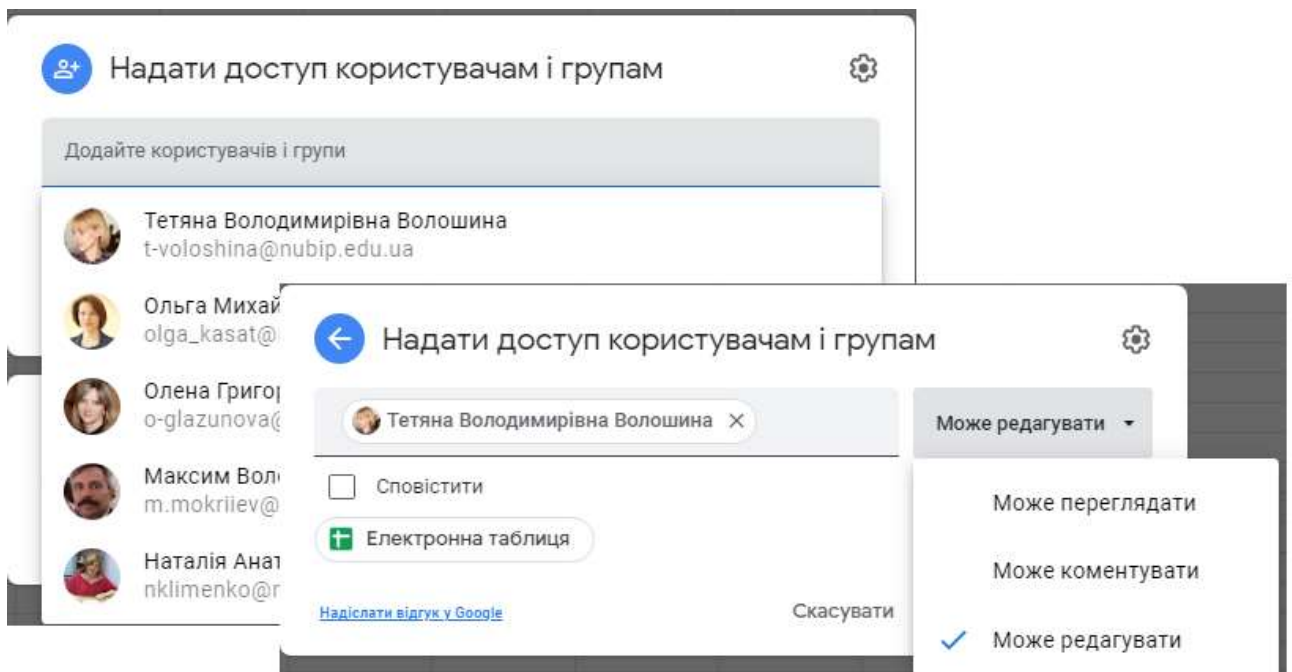 Надати доступ користувачам і групам
Додайте користувачів і групи
Тетяна Володимирівна Волошина
t-voloshina@nubip.edu.ua
Ольга Михай
olga_kasat@
Олена Григор
o-glazunova@
Максим Воло
m.mokriiev@
Наталія Анат
nklimenko@
Надати доступ користувачам і групам
Тетяна Володимирівна Волошина
Може редагувати
Сповістити
Електронна таблиця
Надіслати відгук у Google
Скасувати
Може переглядати
Може коментувати
Може редагувати